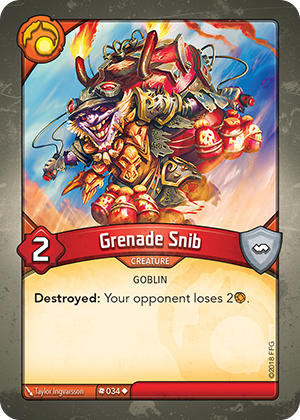 2
Grenade Snib
CREATURE
GOBLIN
Destroyed: Your opponent loses 2.
Taylor Ingvarsson
034
©2018 FFG